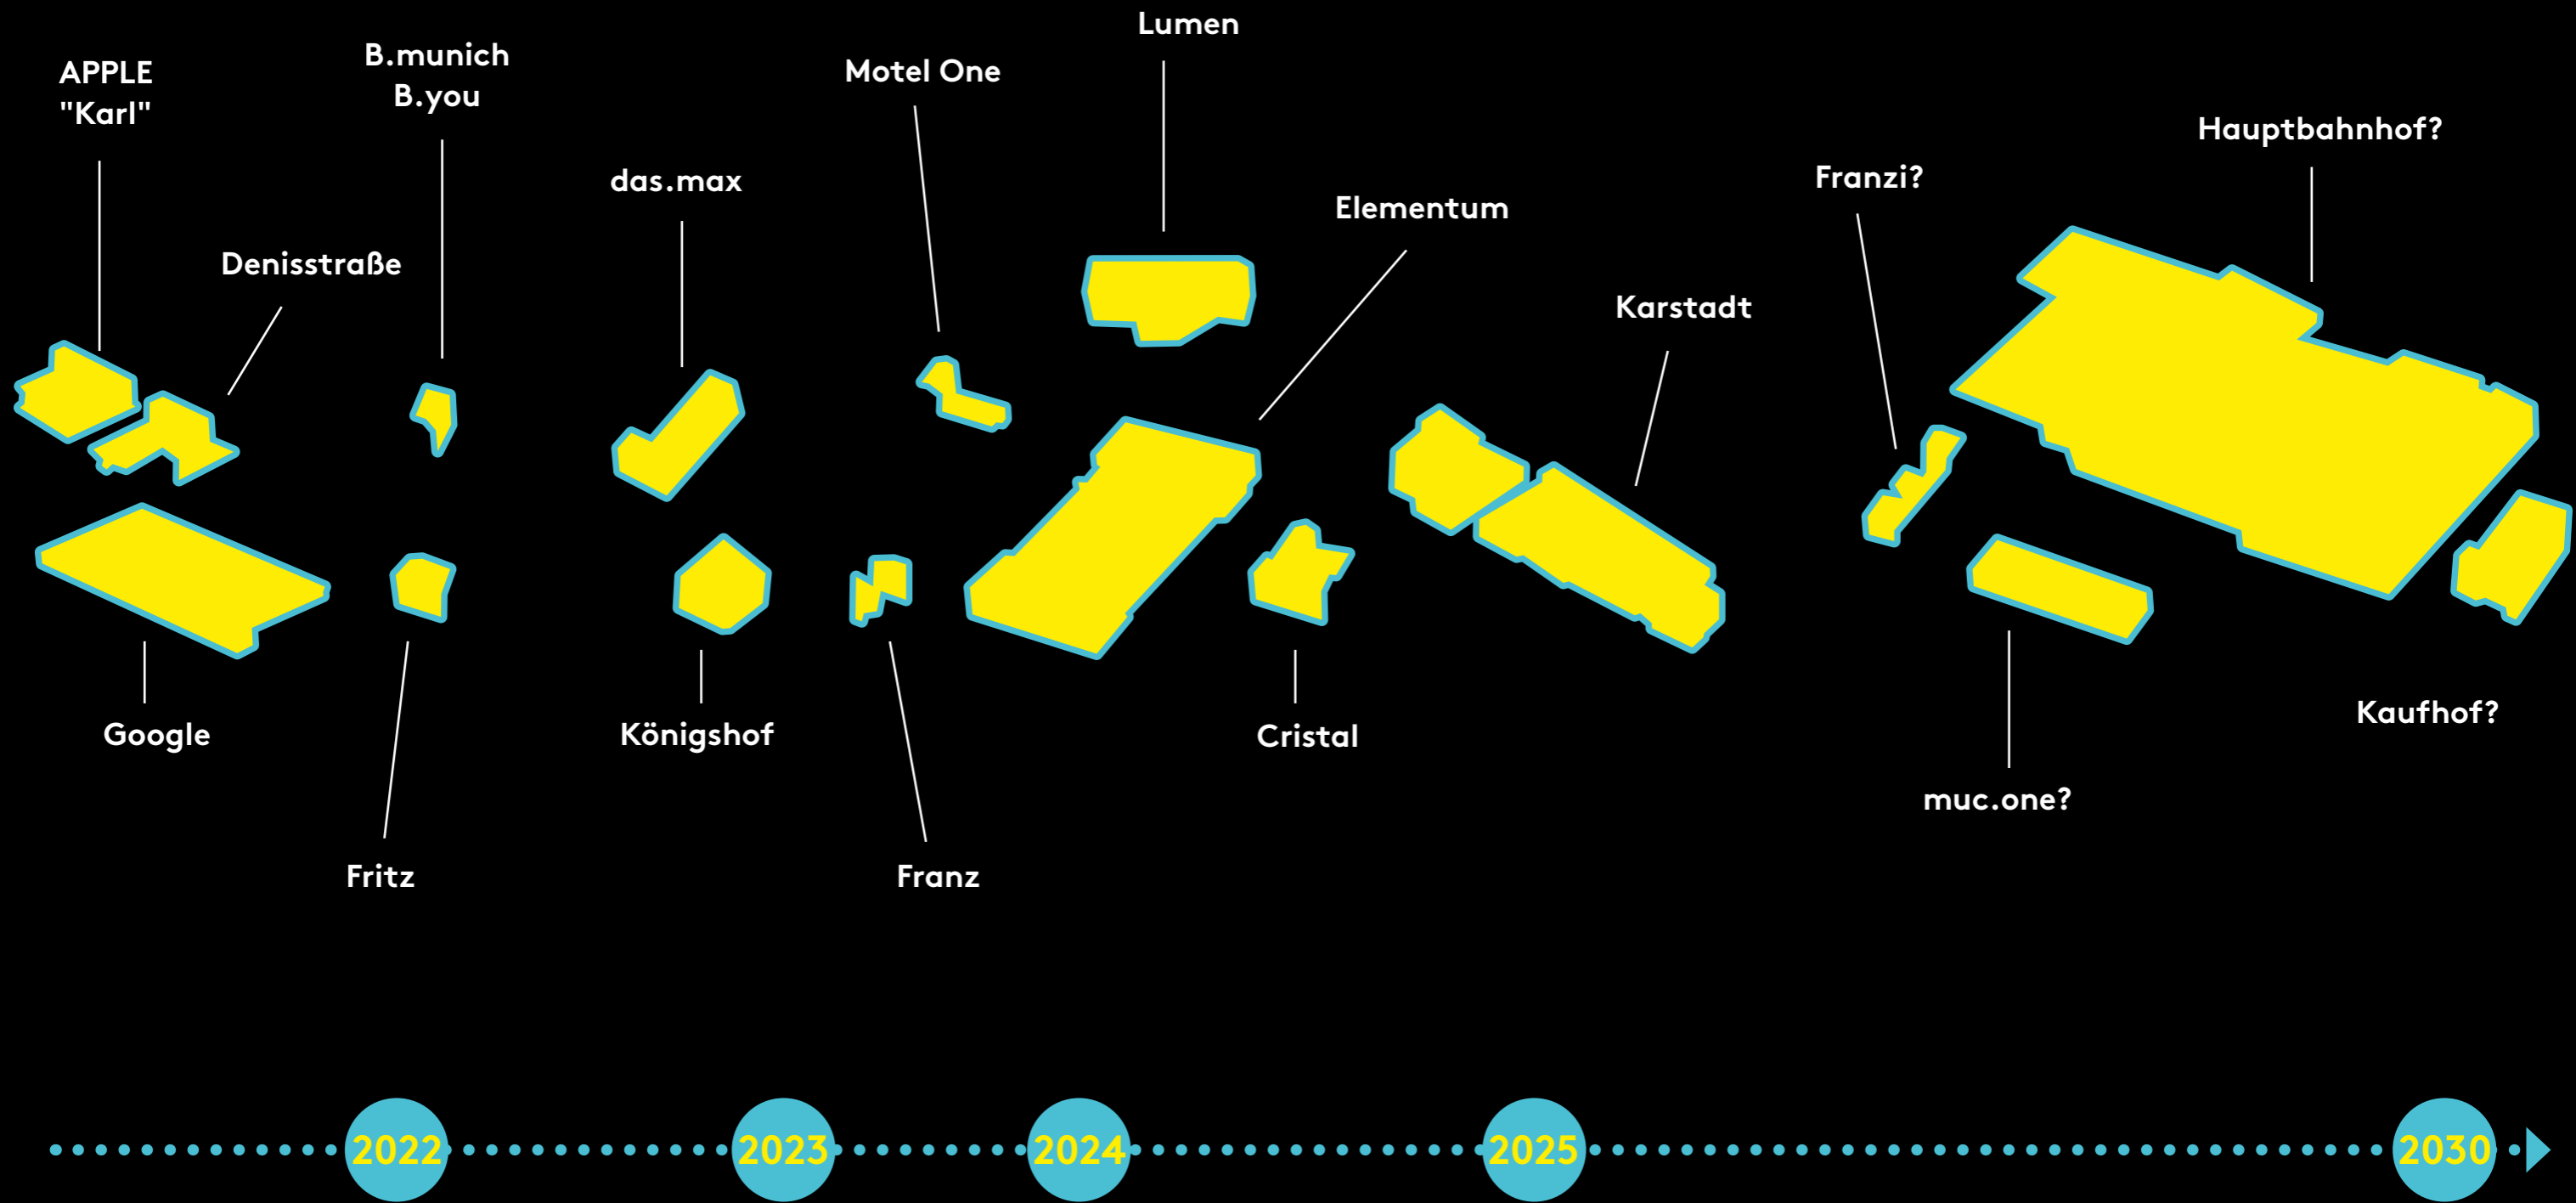 APPLE
"Karl"
Denisstraße
Google
B.munich
B.you
Fritz
das.max
Königshof
Motel One
Franz
Lumen
Elementum
Cristal
Karstadt
Franzi?
muc.one?
Hauptbahnhof?
Kaufhof?
2022
2023
2024
2025
2030